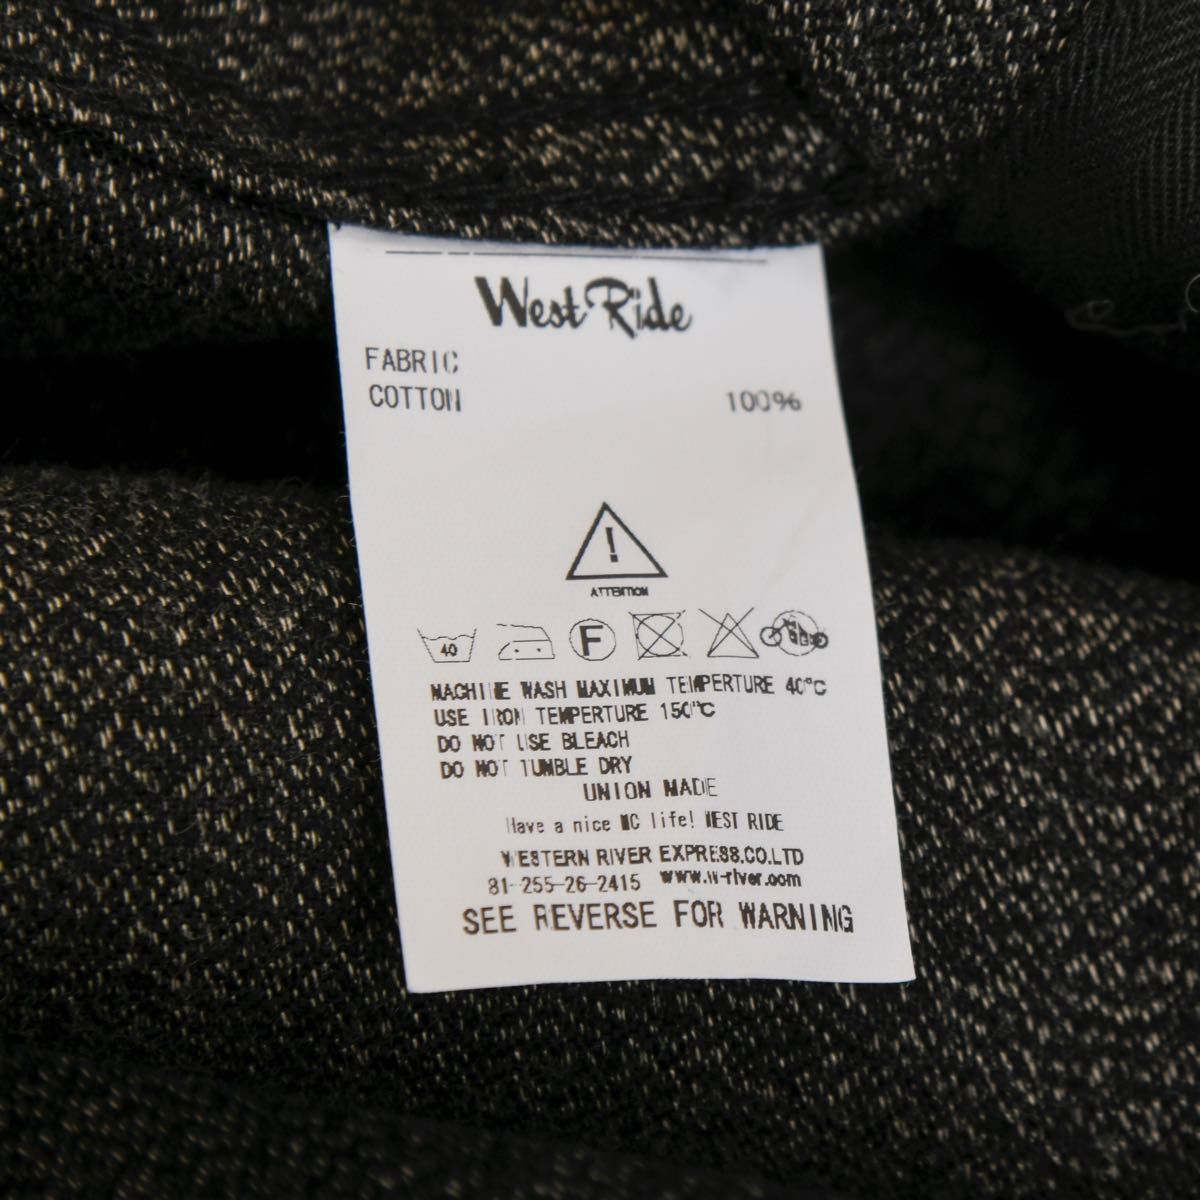 West Ride
FABRIC
COTTON 100%
!
ATTENTION
40 F
MACHINE WASH MAXIMUM TEMPERTURE 40°C
USE IRON TEMPERTURE 150°C
DO NOT USE BLEACH
DO NOT TUMBLE DRY
UNION MADE
Have a nice MC life! WEST RIDE
WESTERN RIVER EXPRESS.CO.LTD
81-255-26-2415 www.w-river.com
SEE REVERSE FOR WARNING